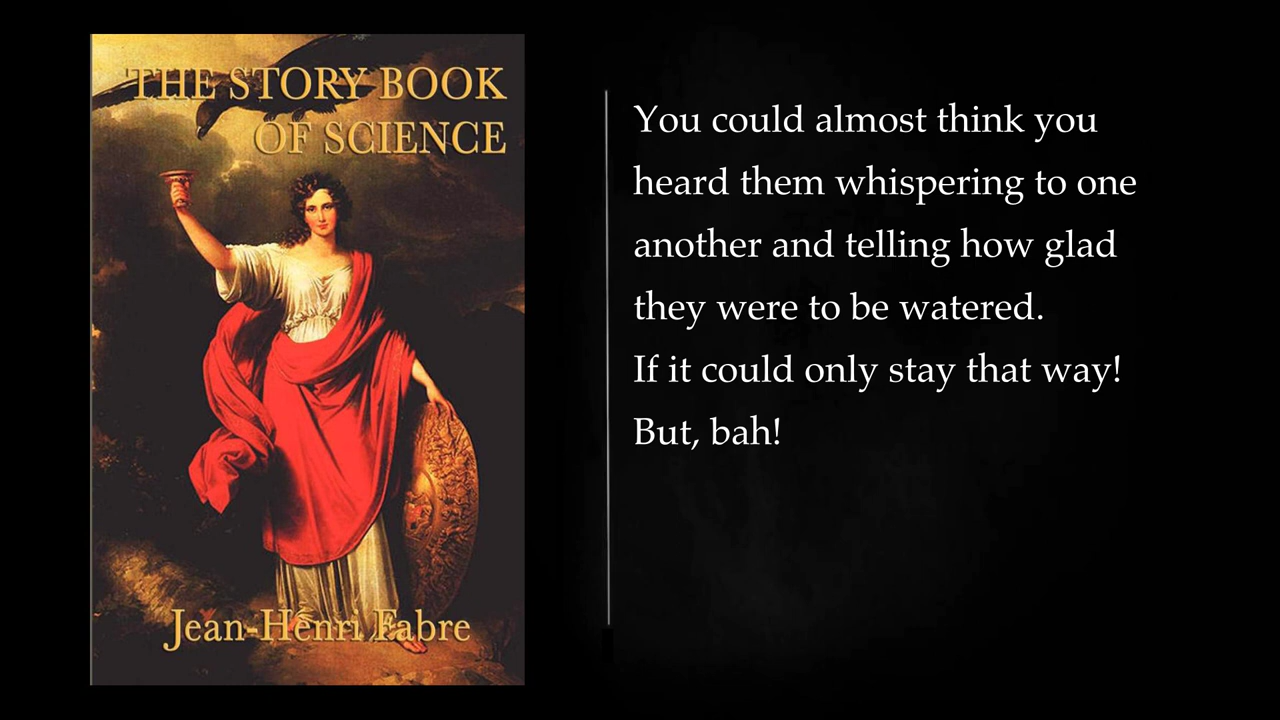 THE STORY BOOK
OF SCIENCE
Jean-Henri Fabre
You could almost think you
heard them whispering to one
another and telling how glad
they were to be watered.
If it could only stay that way!
But, bah!